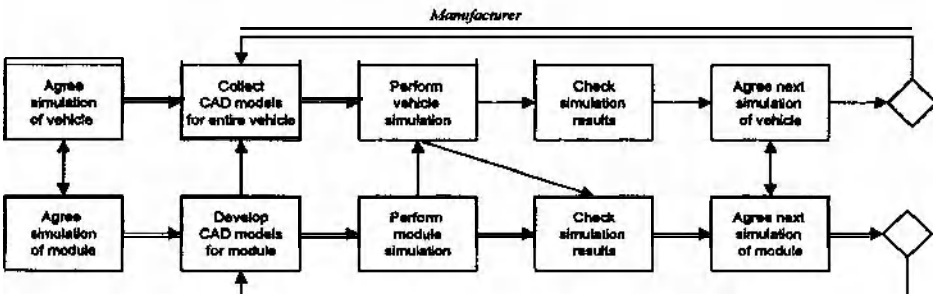 Manufacturer
Agree
simulation
of vehicle
Collect
CAD models
for entire vehicle
Perform
vehicle
simulation
Check
simulation
results
Agree next
simulation
of vehicle
Agree
simulation
of module
Develop
CAD models
for module
Perform
module
simulation
Check
simulation
results
Agree next
simulation
of module